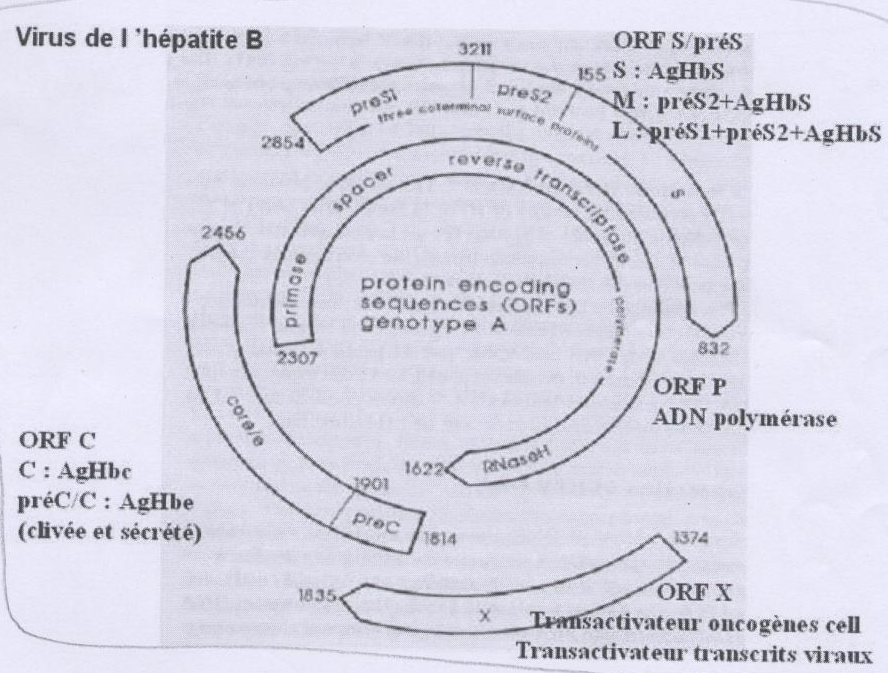 Virus de l 'hépatite B
ORF S/préS
S : AgHbS
M : préS2+AgHbS
L : préS1+préS2+AgHbS
3211
155
preS1
preS2
three coterminal surface proteins
S
2854
832
spacer
reverse transcriptase
polymerase
primase
2307
RNaseH
1622
protein encoding
sequences (ORFs)
genotype A
ORF P
ADN polymérase
2456
core/e
1901
preC
1814
ORF C
C : AgHbc
préC/C : AgHbe
(clivée et sécrété)
1374
1835
X
ORF X
Transactivateur oncogènes cell
Transactivateur transcrits viraux